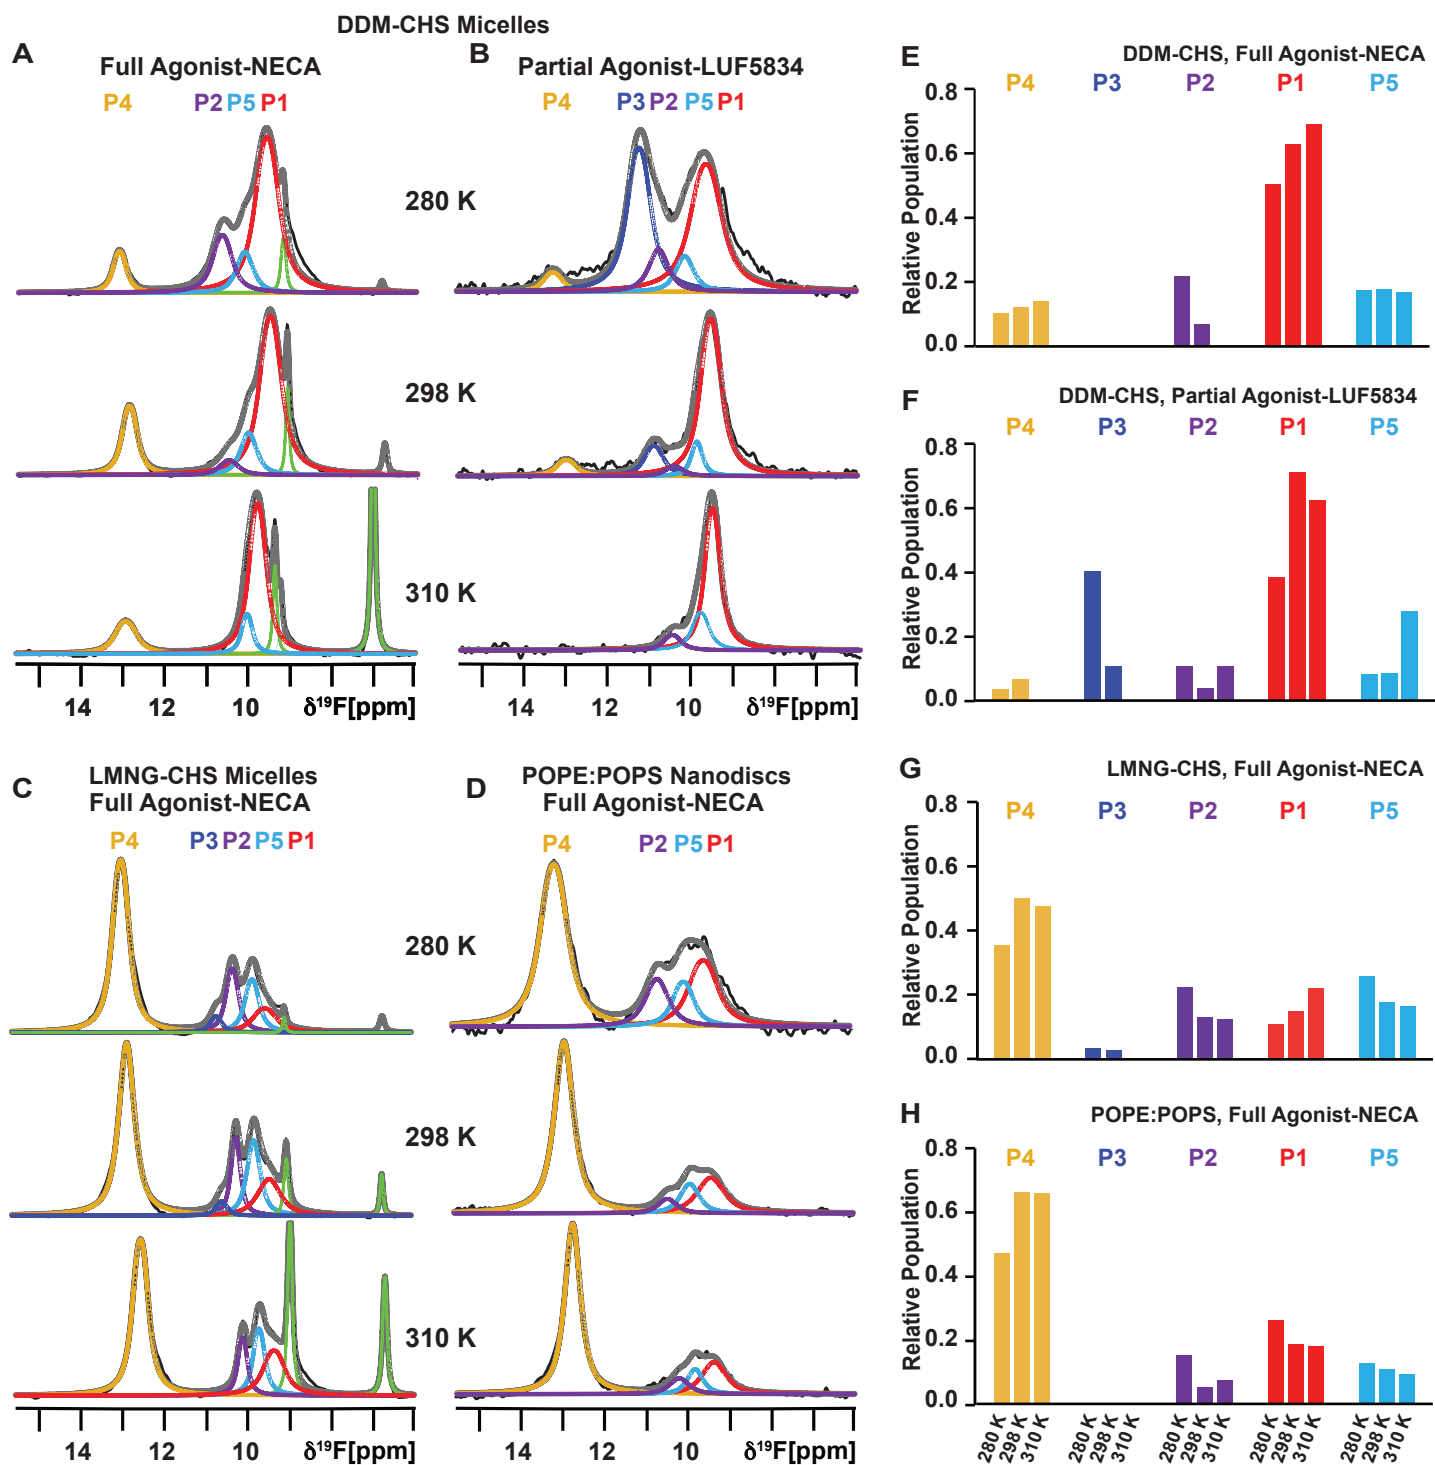 DDM-CHS Micelles
A
Full Agonist-NECA
P4 P2 P5 P1
B
Partial Agonist-LUF5834
P4 P3 P2 P5 P1
280 K
298 K
310 K
14 12 10 δ¹⁹F[ppm]
14 12 10 δ¹⁹F[ppm]
C
LMNG-CHS Micelles
Full Agonist-NECA
P4 P3 P2 P5 P1
D
POPE:POPS Nanodiscs
Full Agonist-NECA
P4 P2 P5 P1
280 K
298 K
310 K
14 12 10 δ¹⁹F[ppm]
14 12 10 δ¹⁹F[ppm]
E
DDM-CHS, Full Agonist-NECA
P4 P3 P2 P1 P5
Relative Population
0.8
0.6
0.4
0.2
0.0
F
DDM-CHS, Partial Agonist-LUF5834
P4 P3 P2 P1 P5
Relative Population
0.8
0.6
0.4
0.2
0.0
G
LMNG-CHS, Full Agonist-NECA
P4 P3 P2 P1 P5
Relative Population
0.8
0.6
0.4
0.2
0.0
H
POPE:POPS, Full Agonist-NECA
P4 P3 P2 P1 P5
Relative Population
0.8
0.6
0.4
0.2
0.0
280 K 298 K 310 K 280 K 298 K 310 K 280 K 298 K 310 K 280 K 298 K 310 K 280 K 298 K 310 K